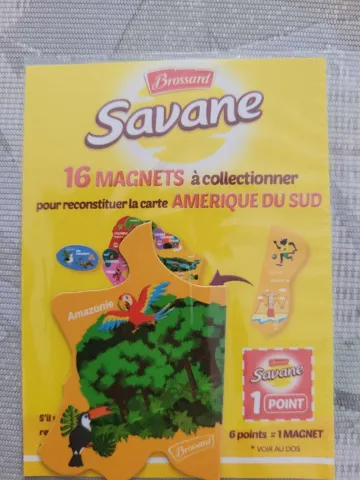 Brossard
Savane
16 MAGNETS à collectionner
pour reconstituer la carte AMERIQUE DU SUD
Amazonie
Brossard
Savane
1 POINT
S'il
6 points = 1 MAGNET
* VOIR AU DOS
Brossard